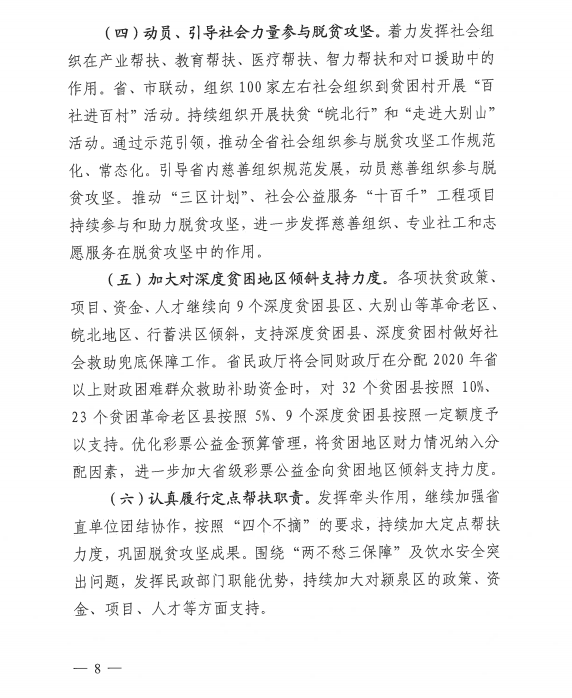 （四）动员、引导社会力量参与脱贫攻坚。着力发挥社会组
织在产业帮扶、教育帮扶、医疗帮扶、智力帮扶和对口援助中的
作用。省、市联动，组织 100 家左右社会组织到贫困村开展“百
社进百村”活动。持续组织开展扶贫“皖北行”和“走进大别山”
活动。通过示范引领，推动全省社会组织参与脱贫攻坚工作规范
化、常态化。引导省内慈善组织规范发展，动员慈善组织参与脱
贫攻坚。推动“三区计划”、社会公益服务“十百千”工程项目
持续参与和助力脱贫攻坚，进一步发挥慈善组织、专业社工和志
愿服务在脱贫攻坚中的作用。
（五）加大对深度贫困地区倾斜支持力度。各项扶贫政策、
项目、资金、人才继续向 9 个深度贫困县区、大别山等革命老区、
皖北地区、行蓄洪区倾斜，支持深度贫困县、深度贫困村做好社
会救助兜底保障工作。省民政厅将会同财政厅在分配 2020 年省
以上财政困难群众救助补助资金时，对 32 个贫困县按照 10%、
23 个贫困革命老区县按照 5%、9 个深度贫困县按照一定额度予
以支持。优化彩票公益金预算管理，将贫困地区财力情况纳入分
配因素，进一步加大省级彩票公益金向贫困地区倾斜支持力度。
（六）认真履行定点帮扶职责。发挥牵头作用，继续加强省
直单位团结协作，按照“四个不摘”的要求，持续加大定点帮扶
力度，巩固脱贫攻坚成果。围绕“两不愁三保障”及饮水安全突
出问题，发挥民政部门职能优势，持续加大对颍泉区的政策、资
金、项目、人才等方面支持。
— 8 —